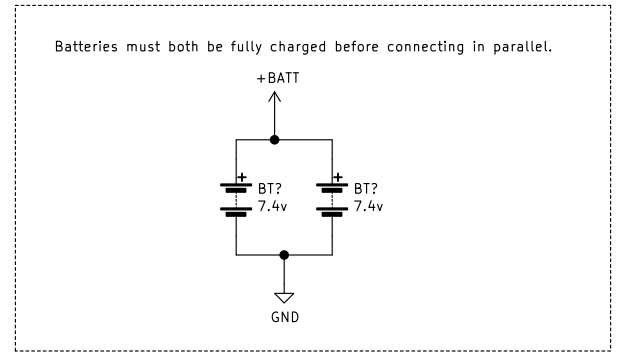 Batteries must both be fully charged before connecting in parallel.
+BATT
+
BT?
7.4v
+
BT?
7.4v
GND